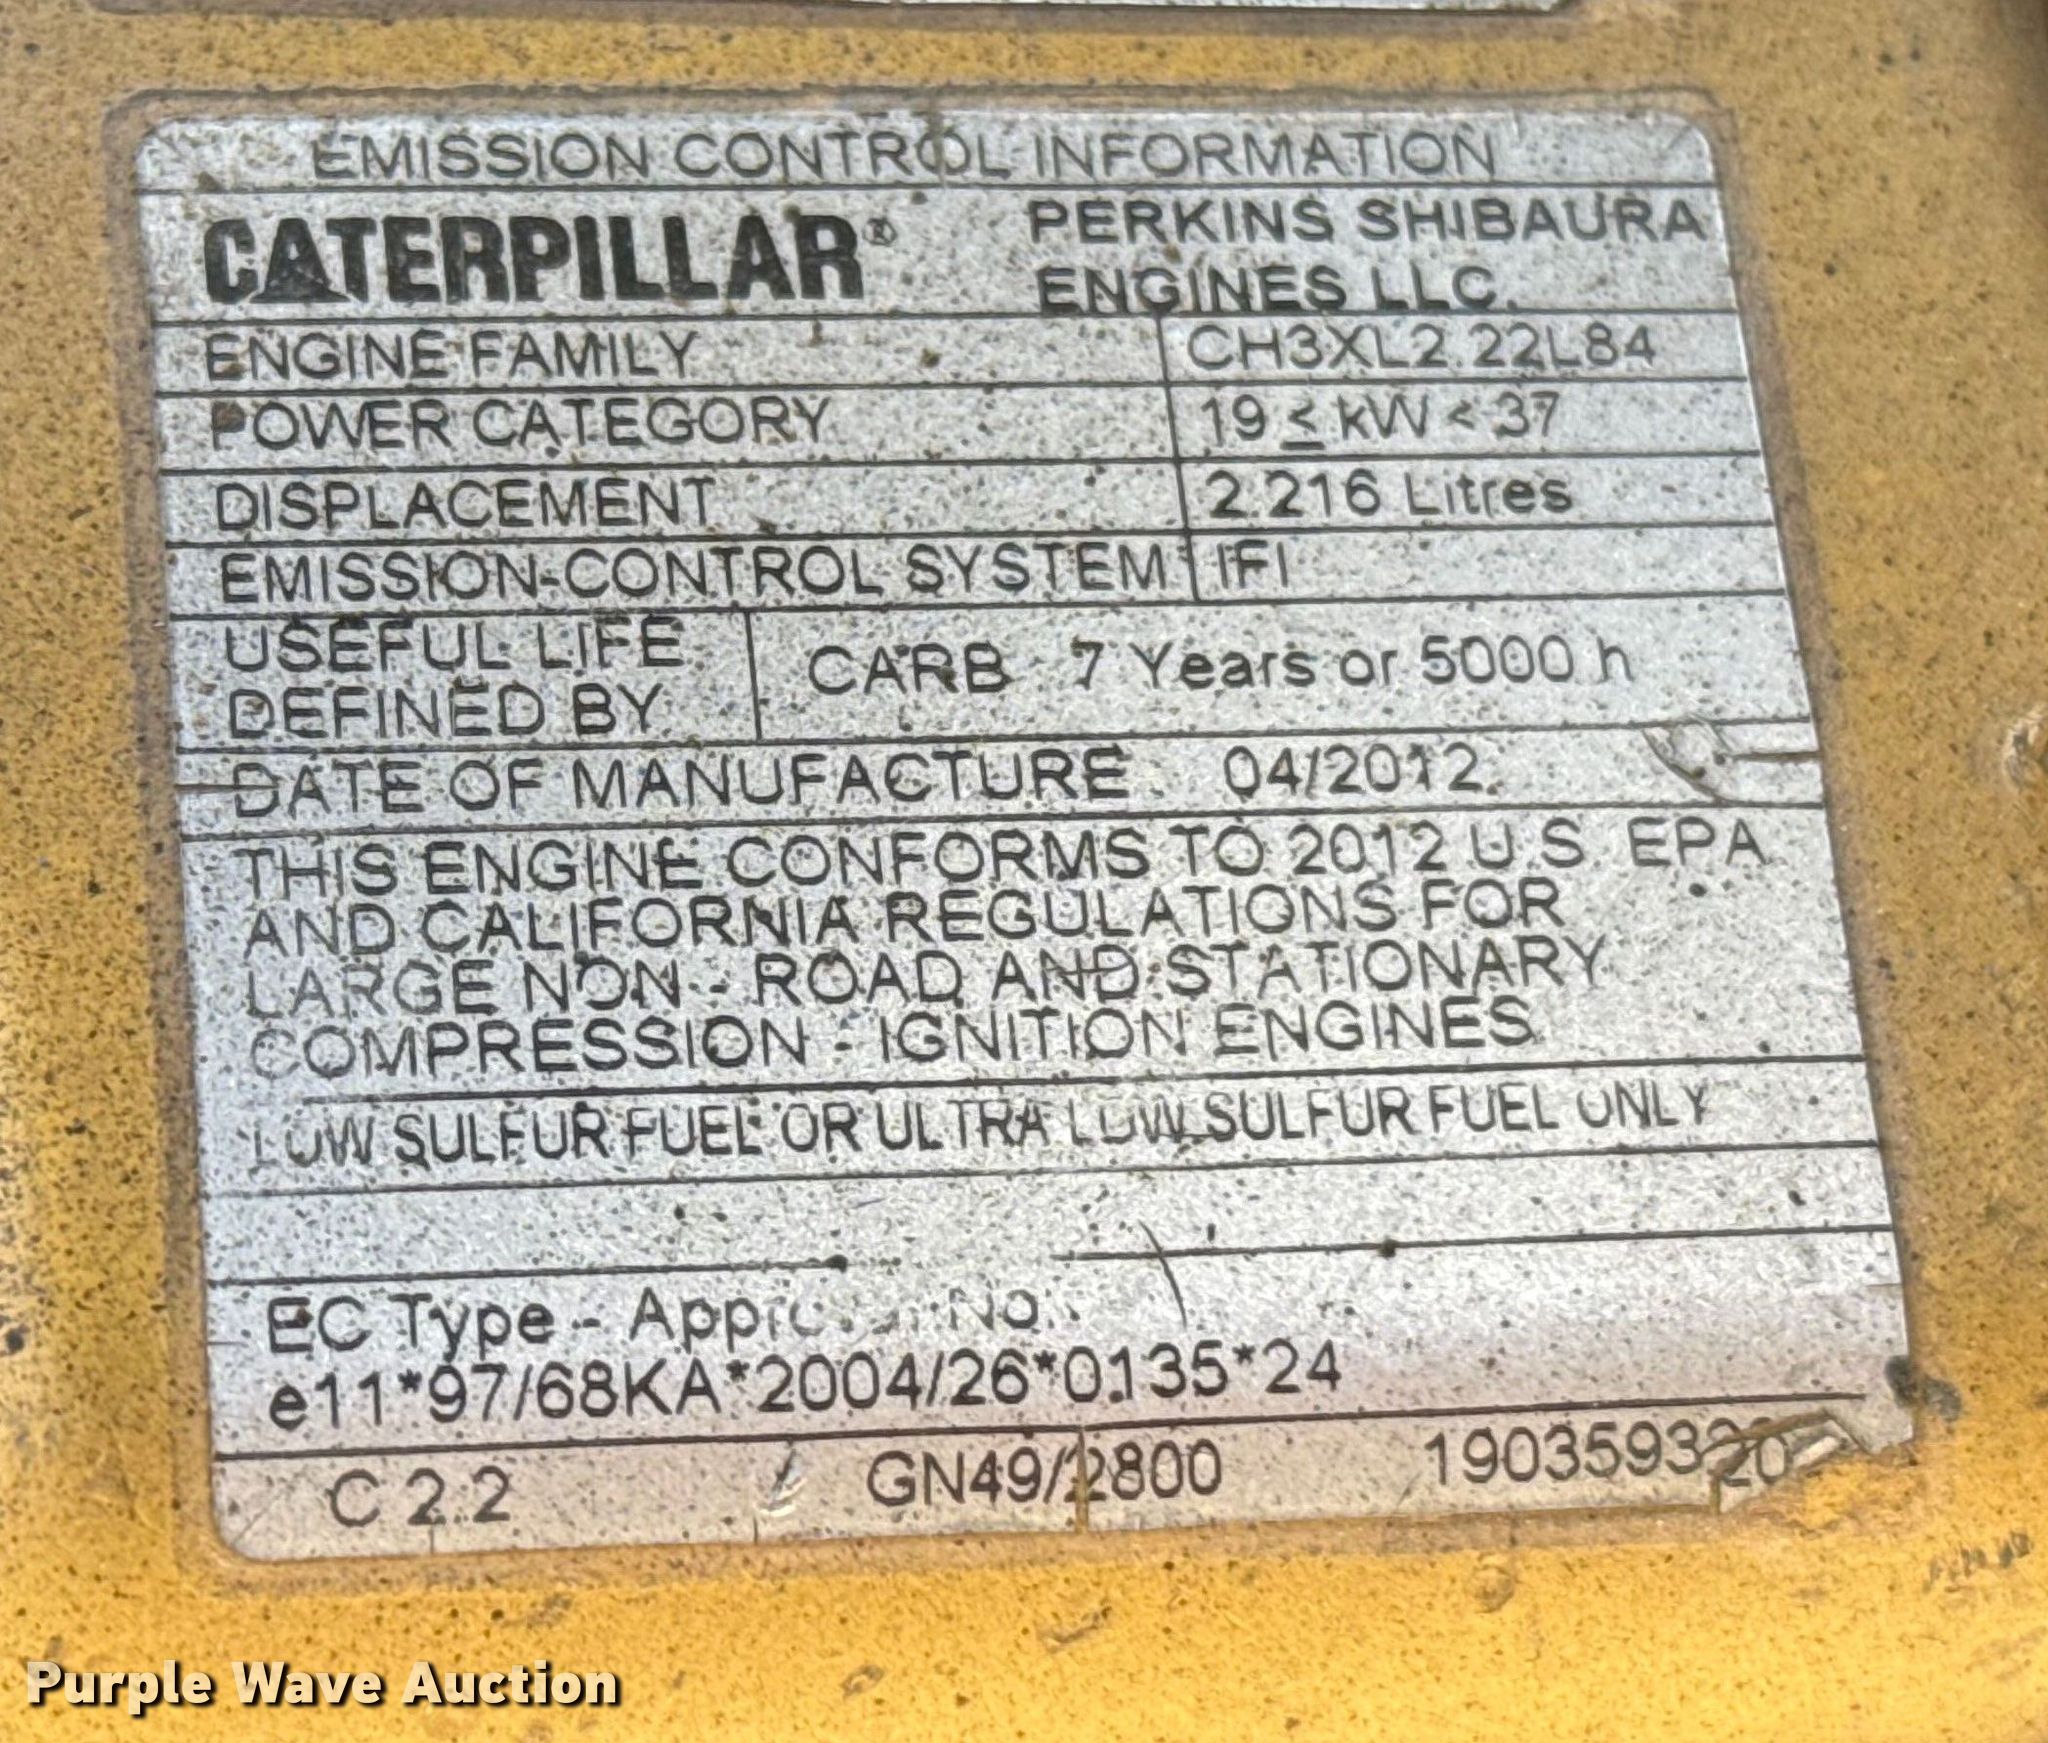 EMISSION CONTROL INFORMATION
CATERPILLAR®
PERKINS SHIBAURA
ENGINES LLC.
ENGINE FAMILY CH3XL2.22L84
POWER CATEGORY 19 ≤ kW < 37
DISPLACEMENT 2.216 Litres
EMISSION-CONTROL SYSTEM IFI
USEFUL LIFE
DEFINED BY
CARB 7 Years or 5000 h
DATE OF MANUFACTURE 04/2012
THIS ENGINE CONFORMS TO 2012 U.S. EPA
AND CALIFORNIA REGULATIONS FOR
LARGE NON - ROAD AND STATIONARY
COMPRESSION - IGNITION ENGINES
LOW SULFUR FUEL OR ULTRA LOW SULFUR FUEL ONLY
EC Type - Approval No.
e11*97/68KA*2004/26*0135*24
C 2.2 GN49/2800
Purple Wave Auction